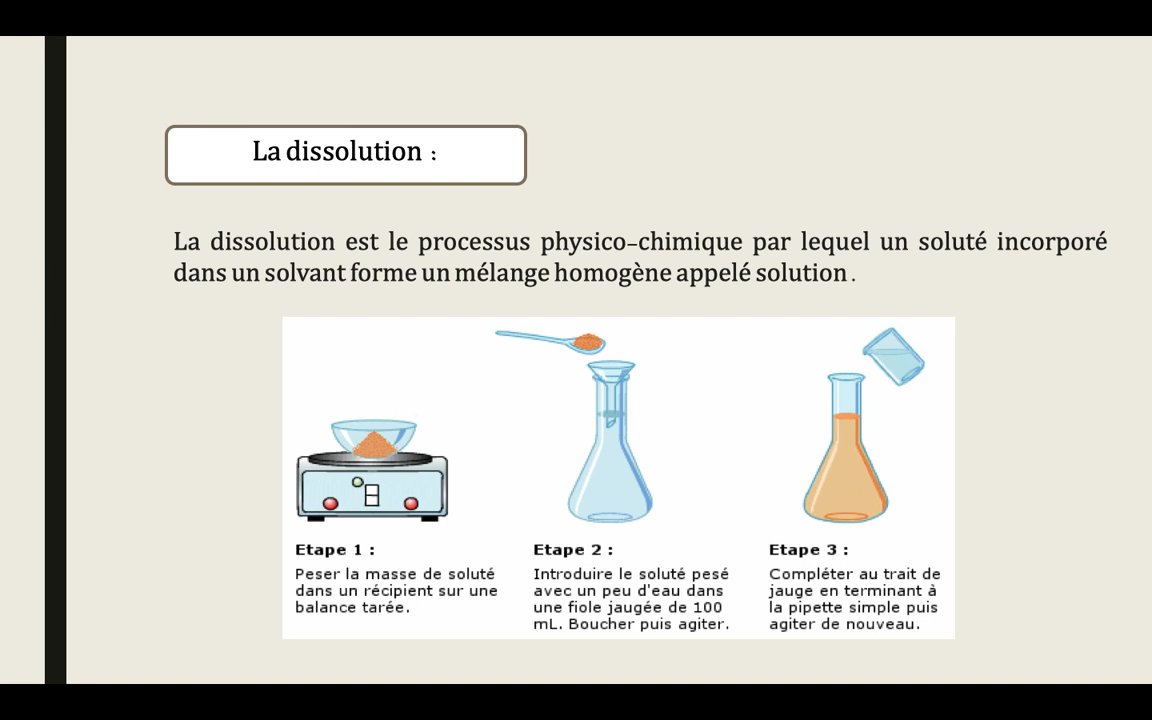 La dissolution :
La dissolution est le processus physico-chimique par lequel un soluté incorporé
dans un solvant forme un mélange homogène appelé solution .
Etape 1 :
Peser la masse de soluté
dans un récipient sur une
balance tarée.
Etape 2 :
Introduire le soluté pesé
avec un peu d'eau dans
une fiole jaugée de 100
mL. Boucher puis agiter.
Etape 3 :
Compléter au trait de
jauge en terminant à
la pipette simple puis
agiter de nouveau.